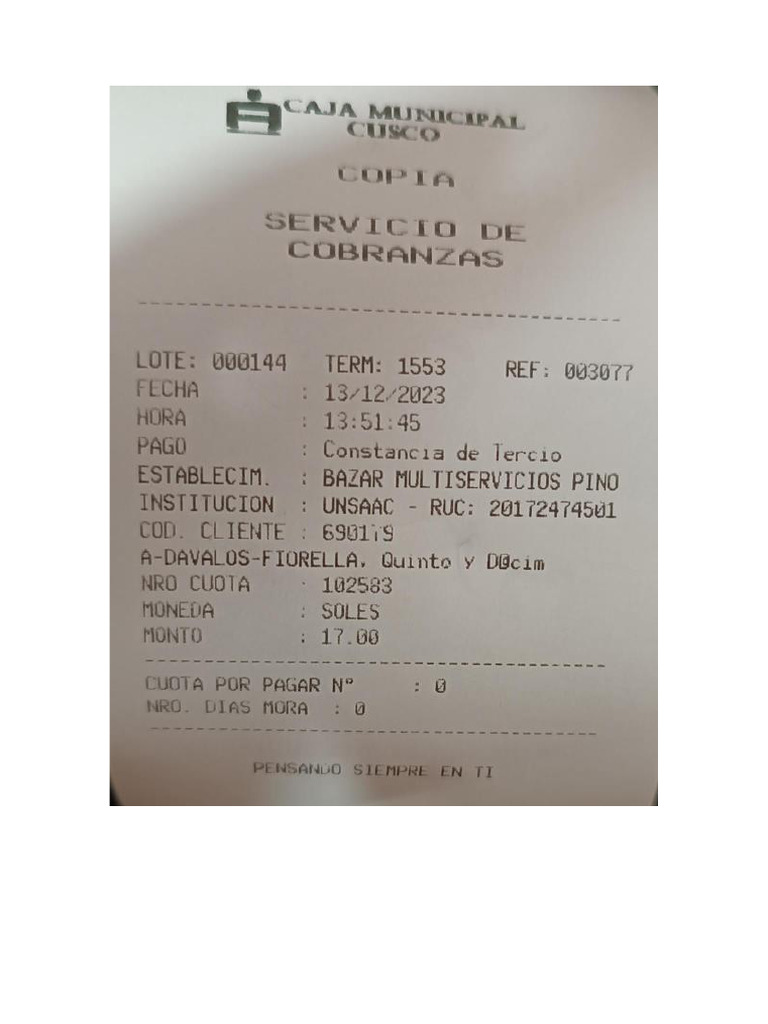 CAJA MUNICIPAL
CUSCO
COPIA
SERVICIO DE
COBRANZAS
LOTE: 000144 TERM: 1553 REF: 003077
FECHA : 13/12/2023
HORA : 13:51:45
PAGO : Constancia de Tercio
ESTABLECIM. : BAZAR MULTISERVICIOS PINO
INSTITUCION : UNSAAC - RUC: 20172474501
COD. CLIENTE : 690179
A-DAVALOS-FIORELLA, Quinto y D@cim
NRO CUOTA : 102583
MONEDA : SOLES
MONTO : 17.00
CUOTA POR PAGAR Nº : 0
NRO. DIAS MORA : 0
PENSANDO SIEMPRE EN TI